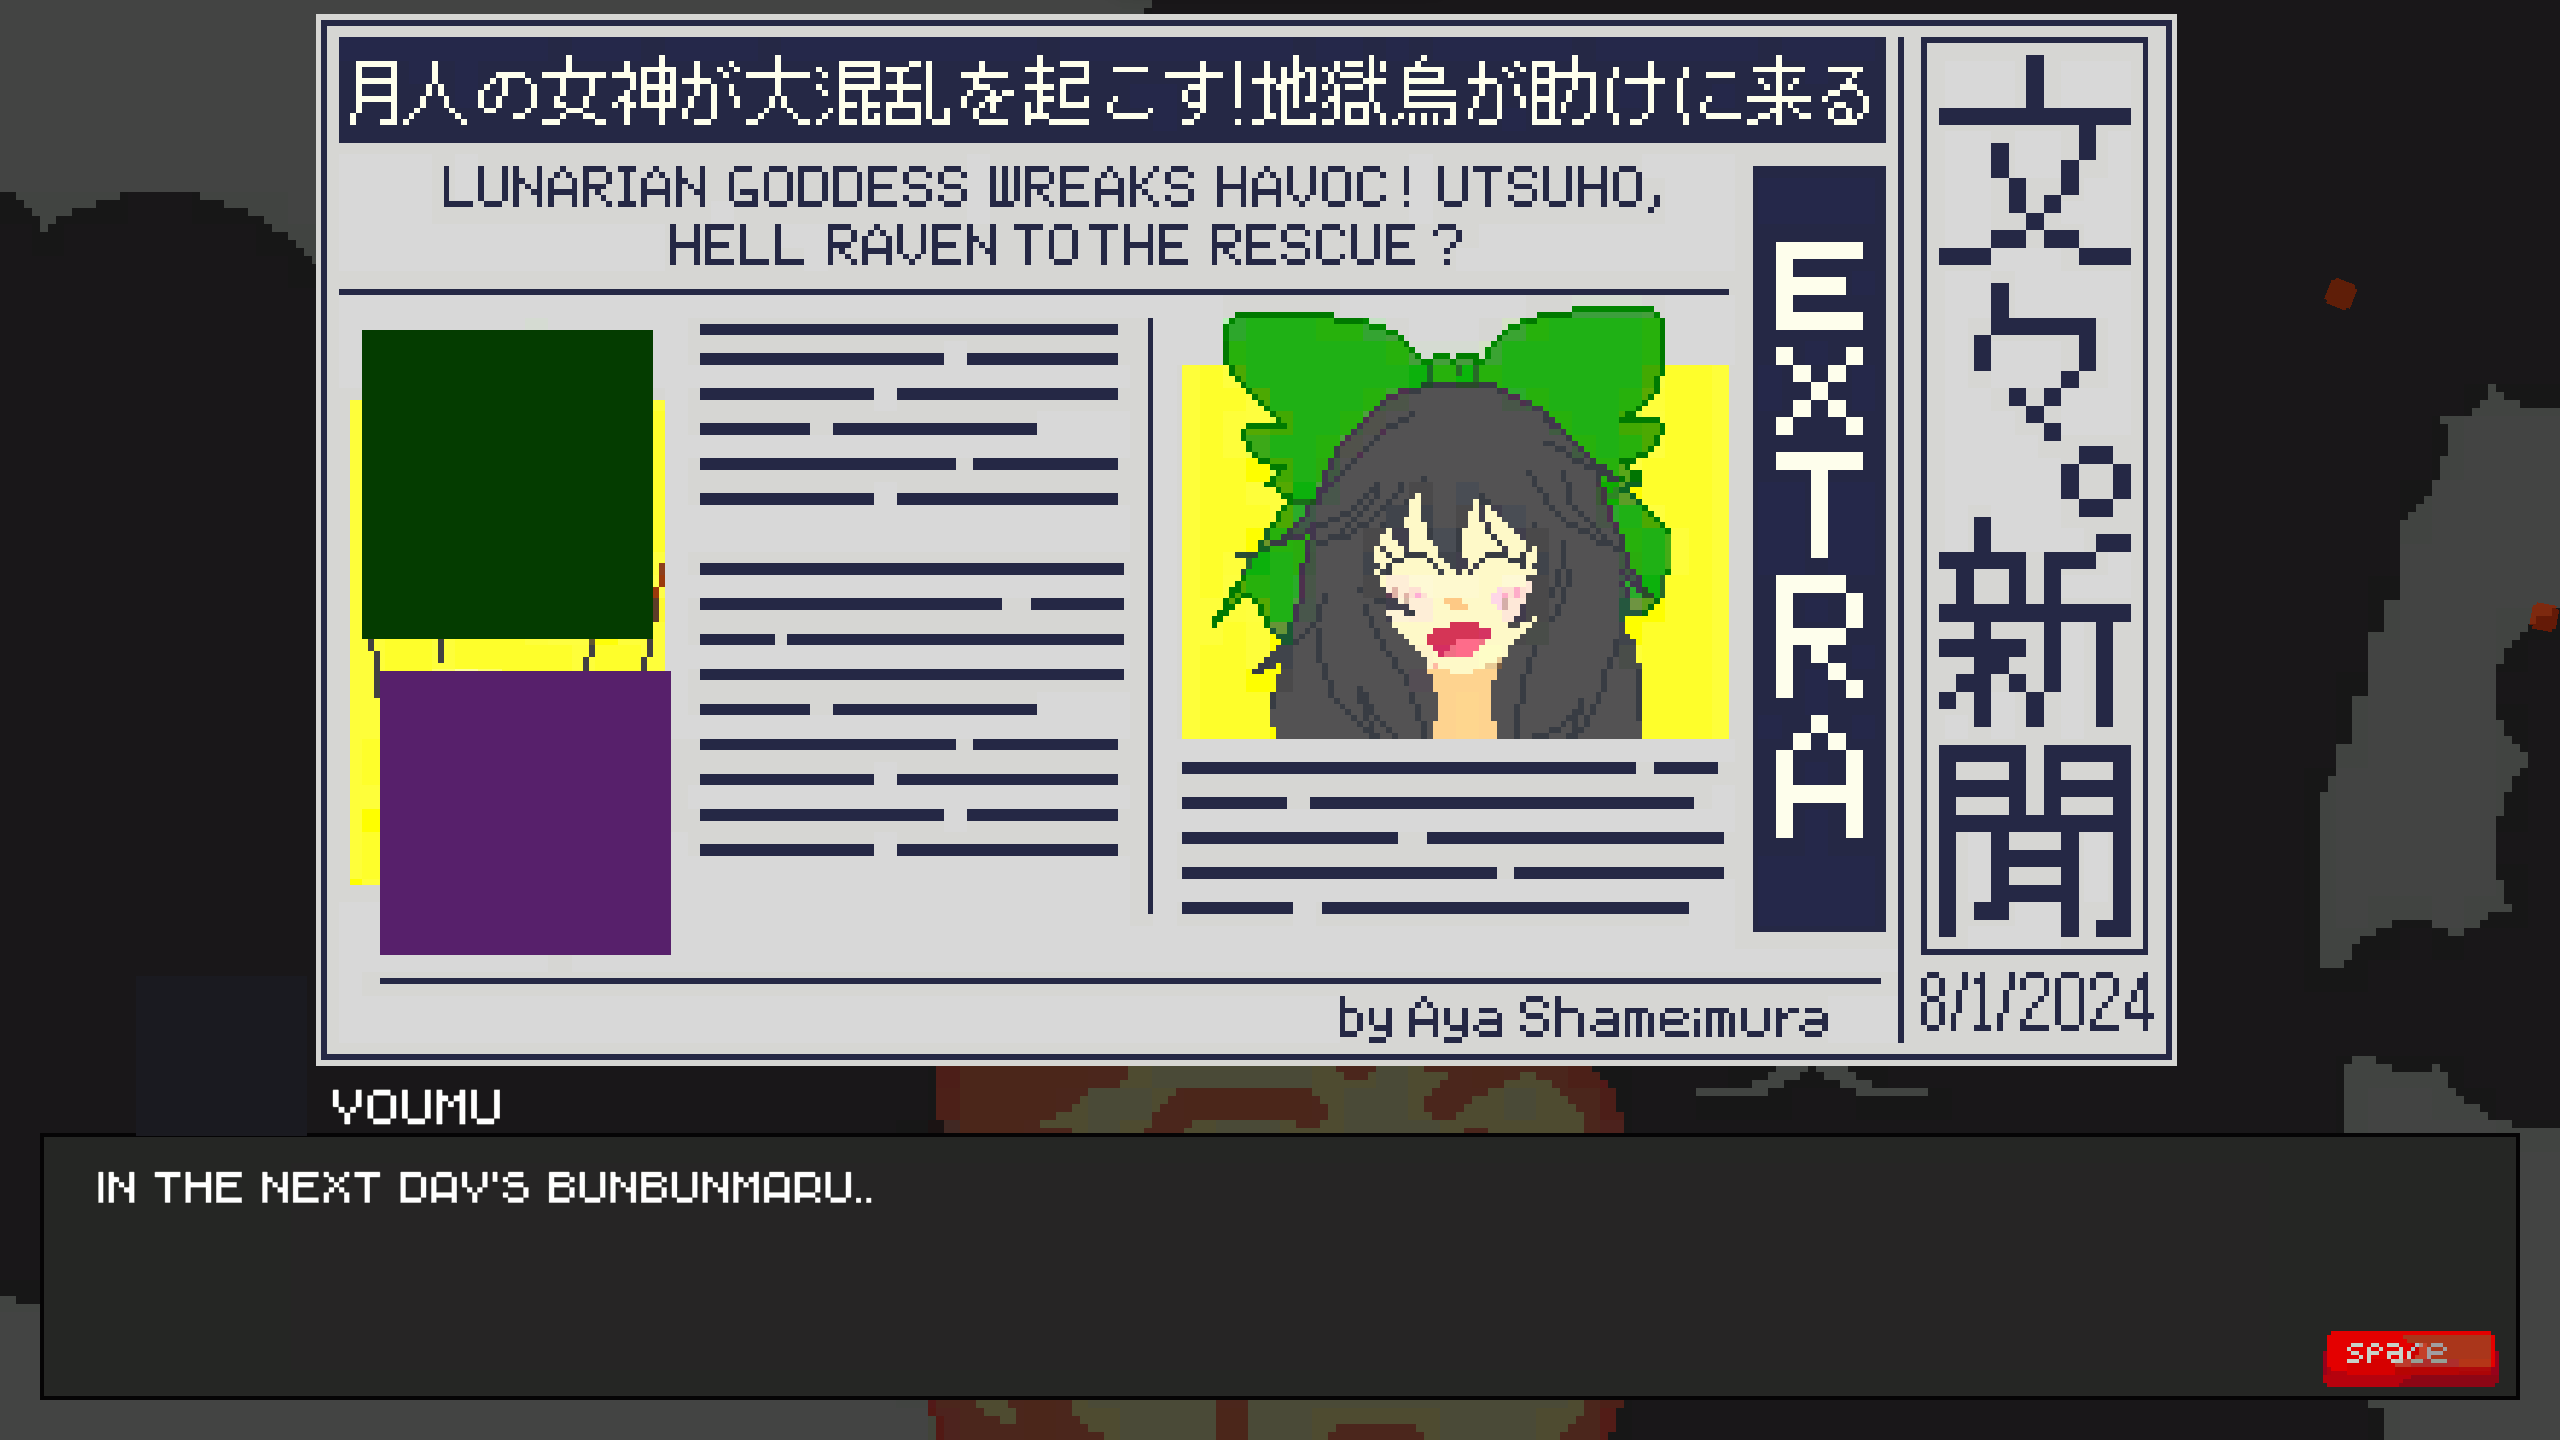 月人の女神が大混乱を起こす!地獄烏が助けに来る
LUNARIAN GODDESS WREAKS HAVOC! UTSUHO,
HELL RAVEN TO THE RESCUE?
EXTRA
文々。新聞
8/1/2024
by Aya Shameimura
YOUMU
IN THE NEXT DAY'S BUNBUNMARU..
space